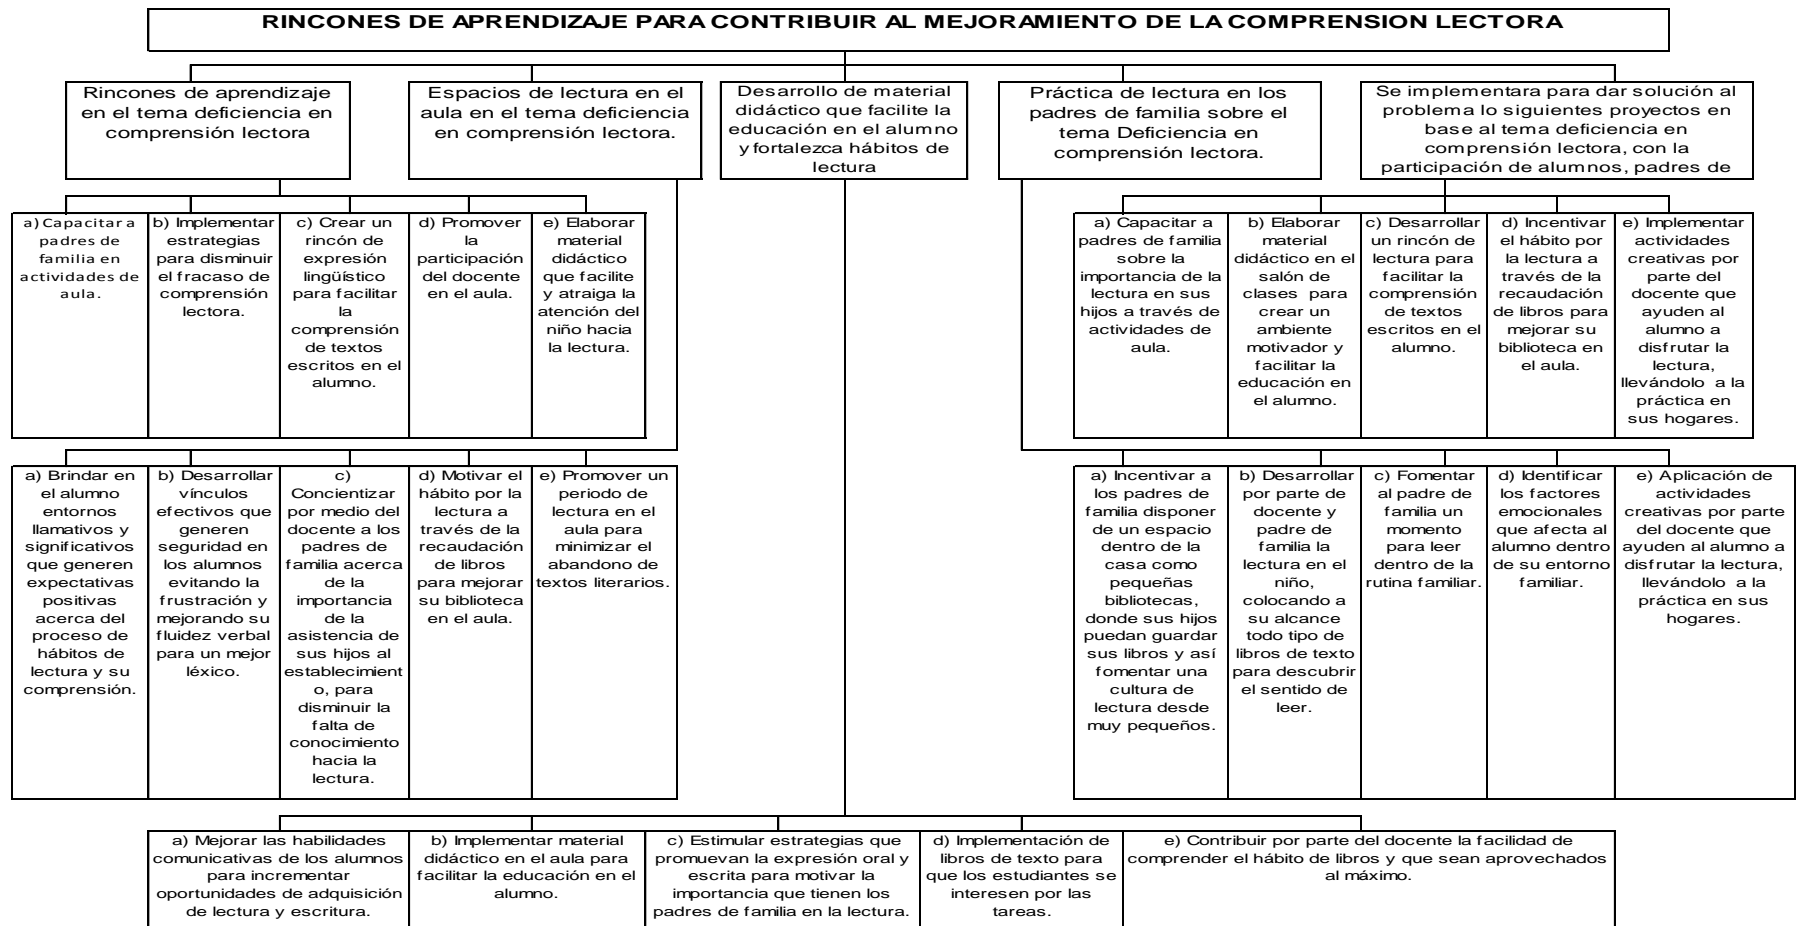 RINCONES DE APRENDIZAJE PARA CONTRIBUIR AL MEJORAMIENTO DE LA COMPRENSION LECTORA
Rincones de aprendizaje
en el tema deficiencia en
comprensión lectora
Espacios de lectura en el
aula en el tema deficiencia
en comprensión lectora.
Desarrollo de material
didáctico que facilite la
educación en el alumno
y fortalezca hábitos de
lectura
Práctica de lectura en los
padres de familia sobre el
tema Deficiencia en
comprensión lectora.
Se implementara para dar solución al
problema lo siguientes proyectos en
base al tema deficiencia en
comprensión lectora, con la
participación de alumnos, padres de
a) Capacitar a
padres de
familia en
actividades de
aula.
b) Implementar
estrategias
para disminuir
el fracaso de
comprensión
lectora.
c) Crear un
rincón de
expresión
lingüístico
para facilitar
la
comprensión
de textos
escritos en el
alumno.
d) Promover
la
participación
del docente
en el aula.
e) Elaborar
material
didáctico
que facilite
y atraiga la
atención del
niño hacia
la lectura.
a) Capacitar a
padres de familia
sobre la
importancia de la
lectura en sus
hijos a través de
actividades de
aula.
b) Elaborar
material
didáctico en el
salón de
clases para
crear un
ambiente
motivador y
facilitar la
educación en
el alumno.
c) Desarrollar
un rincón de
lectura para
facilitar la
comprensión
de textos
escritos en el
alumno.
d) Incentivar
el hábito por
la lectura a
través de la
recaudación
de libros para
mejorar su
biblioteca en
el aula.
e) Implementar
actividades
creativas por
parte del
docente que
ayuden al
alumno a
disfrutar la
lectura,
llevándolo a la
práctica en
sus hogares.
a) Brindar en
el alumno
entornos
llamativos y
significativos
que generen
expectativas
positivas
acerca del
proceso de
hábitos de
lectura y su
comprensión.
b) Desarrollar
vínculos
efectivos que
generen
seguridad en
los alumnos
evitando la
frustración y
mejorando su
fluidez verbal
para un mejor
léxico.
c)
Concientizar
por medio del
docente a los
padres de
familia acerca
de la
importancia
de la
asistencia de
sus hijos al
establecimient
o, para
disminuir la
falta de
conocimiento
hacia la
lectura.
d) Motivar el
hábito por la
lectura a
través de la
recaudación
de libros
para mejorar
su biblioteca
en el aula.
e) Promover un
periodo de
lectura en el
aula para
minimizar el
abandono de
textos literarios.
a) Incentivar a
los padres de
familia disponer
de un espacio
dentro de la
casa como
pequeñas
bibliotecas,
donde sus hijos
puedan guardar
sus libros y así
fomentar una
cultura de
lectura desde
muy pequeños.
b) Desarrollar
por parte de
docente y
padre de
familia la
lectura en el
niño,
colocando a
su alcance
todo tipo de
libros de texto
para descubrir
el sentido de
leer.
c) Fomentar
al padre de
familia un
momento
para leer
dentro de la
rutina familiar.
d) Identificar
los factores
emocionales
que afecta al
alumno dentro
de su entorno
familiar.
e) Aplicación de
actividades
creativas por parte
del docente que
ayuden al alumno a
disfrutar la lectura,
llevándolo a la
práctica en sus
hogares.
a) Mejorar las habilidades
comunicativas de los alumnos
para incrementar
oportunidades de adquisición
de lectura y escritura.
b) Implementar material
didáctico en el aula para
facilitar la educación en el
alumno.
c) Estimular estrategias que
promuevan la expresión oral y
escrita para motivar la
importancia que tienen los
padres de familia en la lectura.
d) Implementación de
libros de texto para
que los estudiantes se
interesen por las
tareas.
e) Contribuir por parte del docente la facilidad de
comprender el hábito de libros y que sean aprovechados
al máximo.